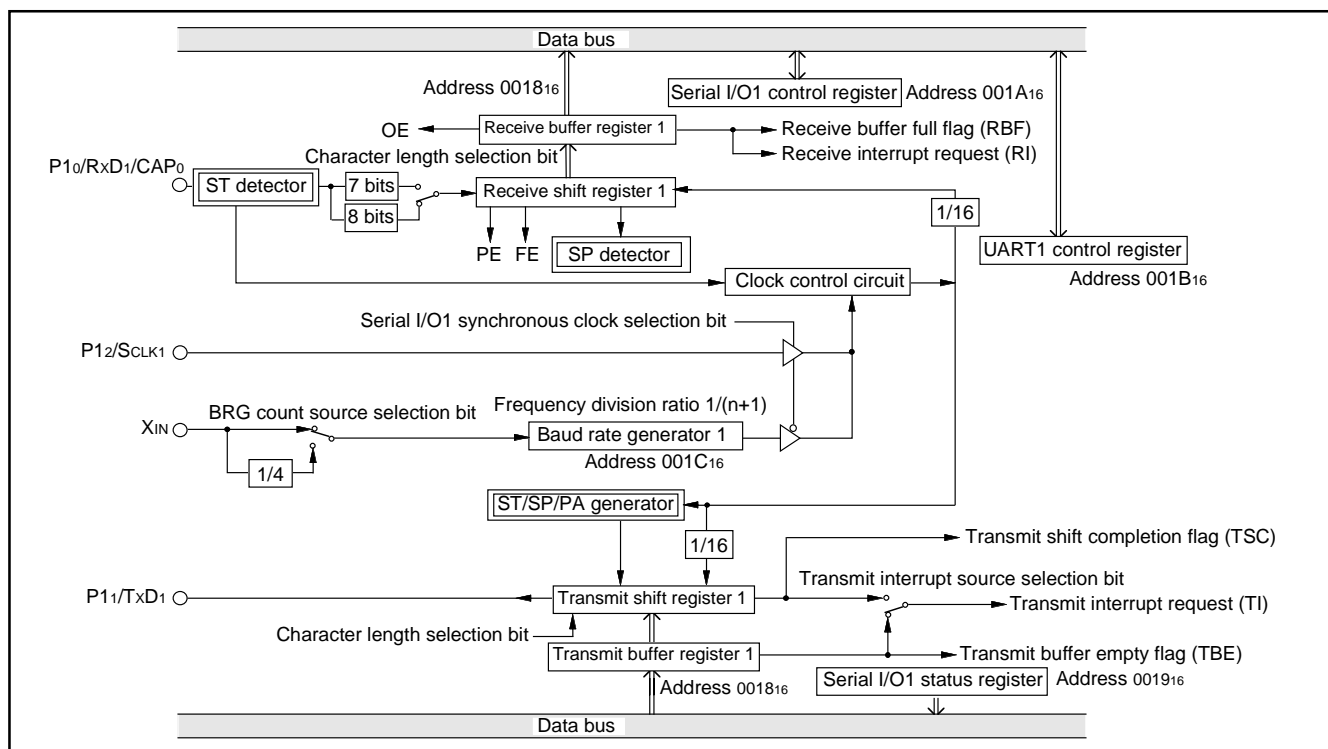 Data bus
Address 001816
Serial I/O1 control register Address 001A16
OE Receive buffer register 1 Receive buffer full flag (RBF)
Character length selection bit Receive interrupt request (RI)
P10/RxD1/CAP0
ST detector 7 bits Receive shift register 1
8 bits 1/16
PE FE SP detector UART1 control register
Clock control circuit Address 001B16
Serial I/O1 synchronous clock selection bit
P12/SCLK1
BRG count source selection bit Frequency division ratio 1/(n+1)
XIN Baud rate generator 1
Address 001C16
1/4
ST/SP/PA generator
1/16 Transmit shift completion flag (TSC)
Transmit interrupt source selection bit
P11/TxD1 Transmit shift register 1 Transmit interrupt request (TI)
Character length selection bit
Transmit buffer register 1 Transmit buffer empty flag (TBE)
Address 001816 Serial I/O1 status register Address 001916
Data bus